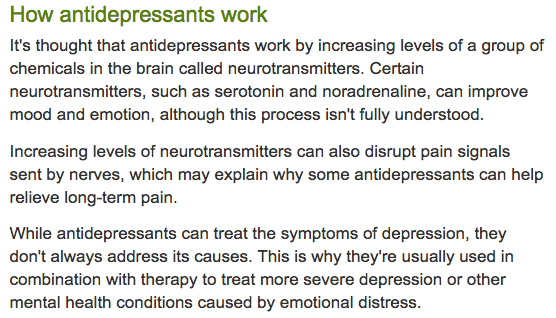 How antidepressants work
It's thought that antidepressants work by increasing levels of a group of
chemicals in the brain called neurotransmitters. Certain
neurotransmitters, such as serotonin and noradrenaline, can improve
mood and emotion, although this process isn't fully understood.
Increasing levels of neurotransmitters can also disrupt pain signals
sent by nerves, which may explain why some antidepressants can help
relieve long-term pain.
While antidepressants can treat the symptoms of depression, they
don't always address its causes. This is why they're usually used in
combination with therapy to treat more severe depression or other
mental health conditions caused by emotional distress.